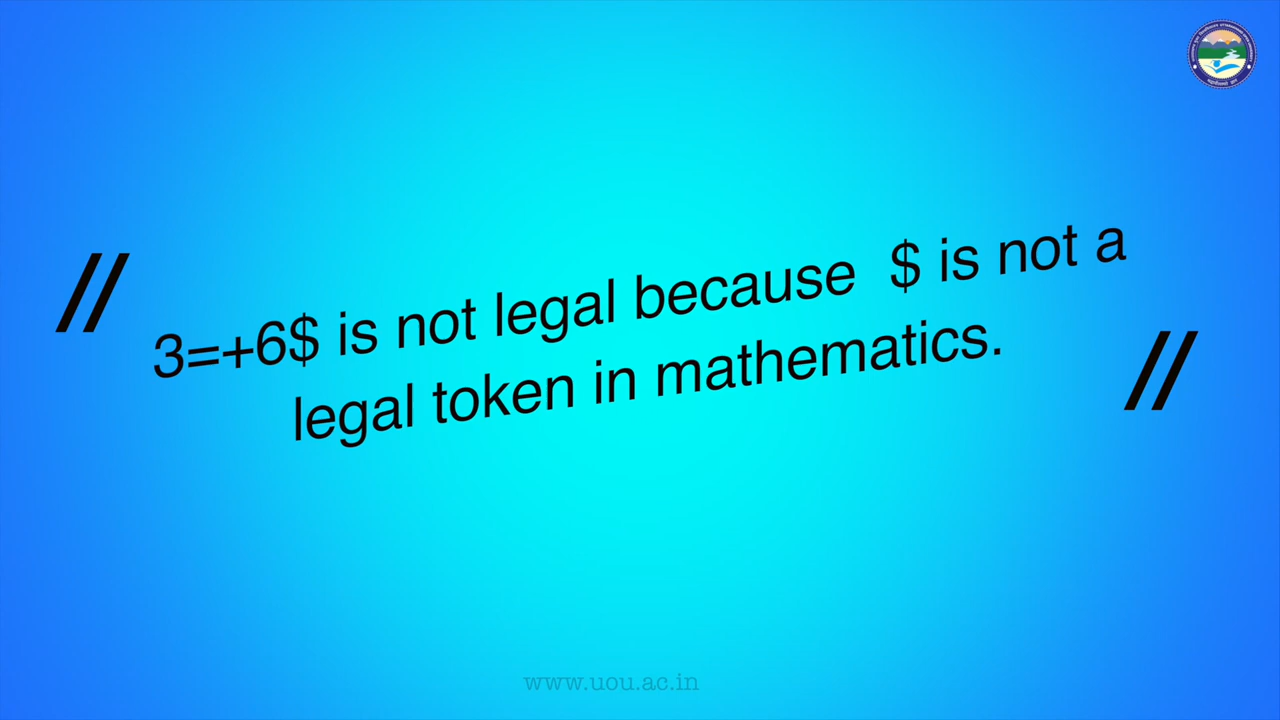 //
3=+6$ is not legal because $ is not a
legal token in mathematics.
//
www.uou.ac.in